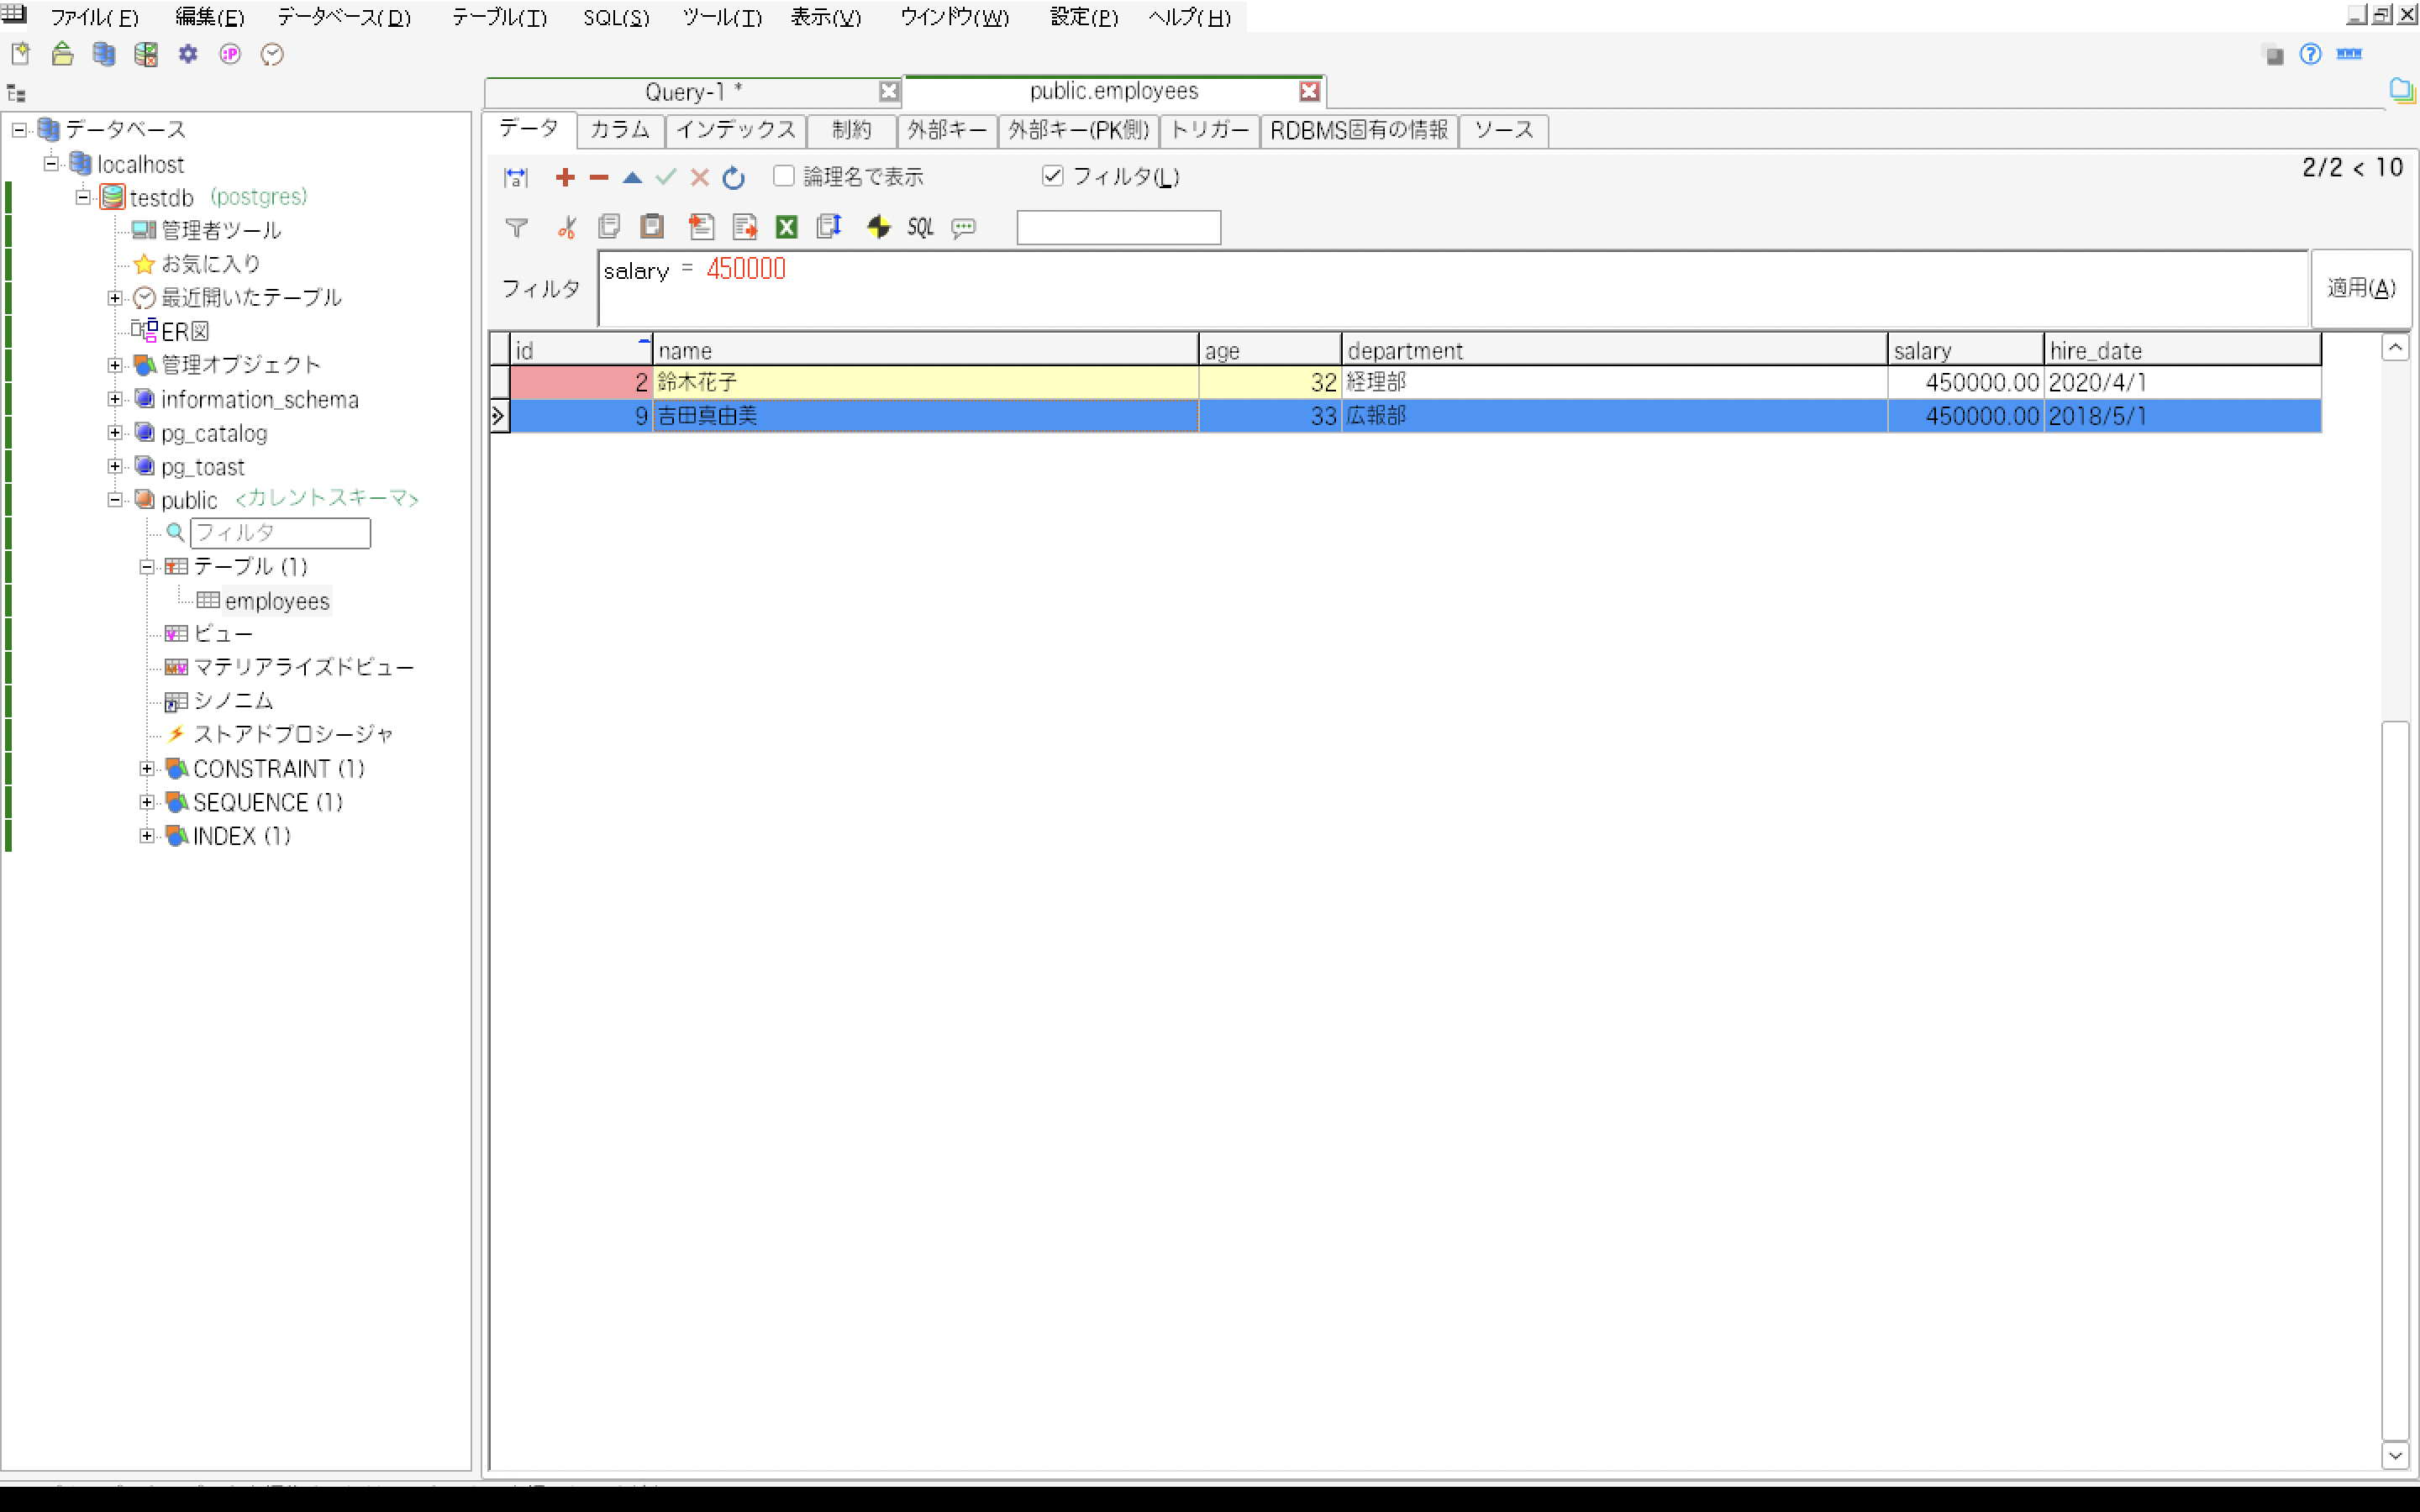 ファイル(F) 編集(E) データベース(D) テーブル(T) SQL(S) ツール(T) 表示(V) ウインドウ(W) 設定(P) ヘルプ(H)
Query-1 * public.employees
データ カラム インデックス 制約 外部キー 外部キー(PK側) トリガー RDBMS固有の情報 ソース
論理名で表示 フィルタ(L) 2/2 < 10
SQL
フィルタ salary = 450000 適用(A)
id name age department salary hire_date
2 鈴木花子 32 経理部 450000.00 2020/4/1
9 吉田真由美 33 広報部 450000.00 2018/5/1
データベース
localhost
testdb (postgres)
管理者ツール
お気に入り
最近開いたテーブル
ER図
管理オブジェクト
information_schema
pg_catalog
pg_toast
public <カレントスキーマ>
フィルタ
テーブル (1)
employees
ビュー
マテリアライズドビュー
シノニム
ストアドプロシージャ
CONSTRAINT (1)
SEQUENCE (1)
INDEX (1)